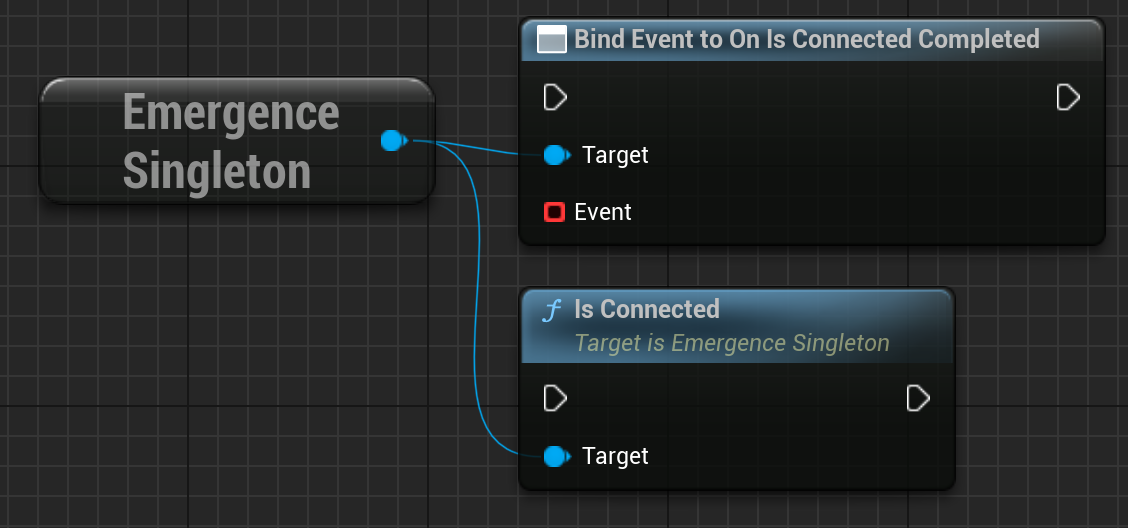 Emergence
Singleton
Bind Event to On Is Connected Completed
Target
Event
f Is Connected
Target is Emergence Singleton
Target